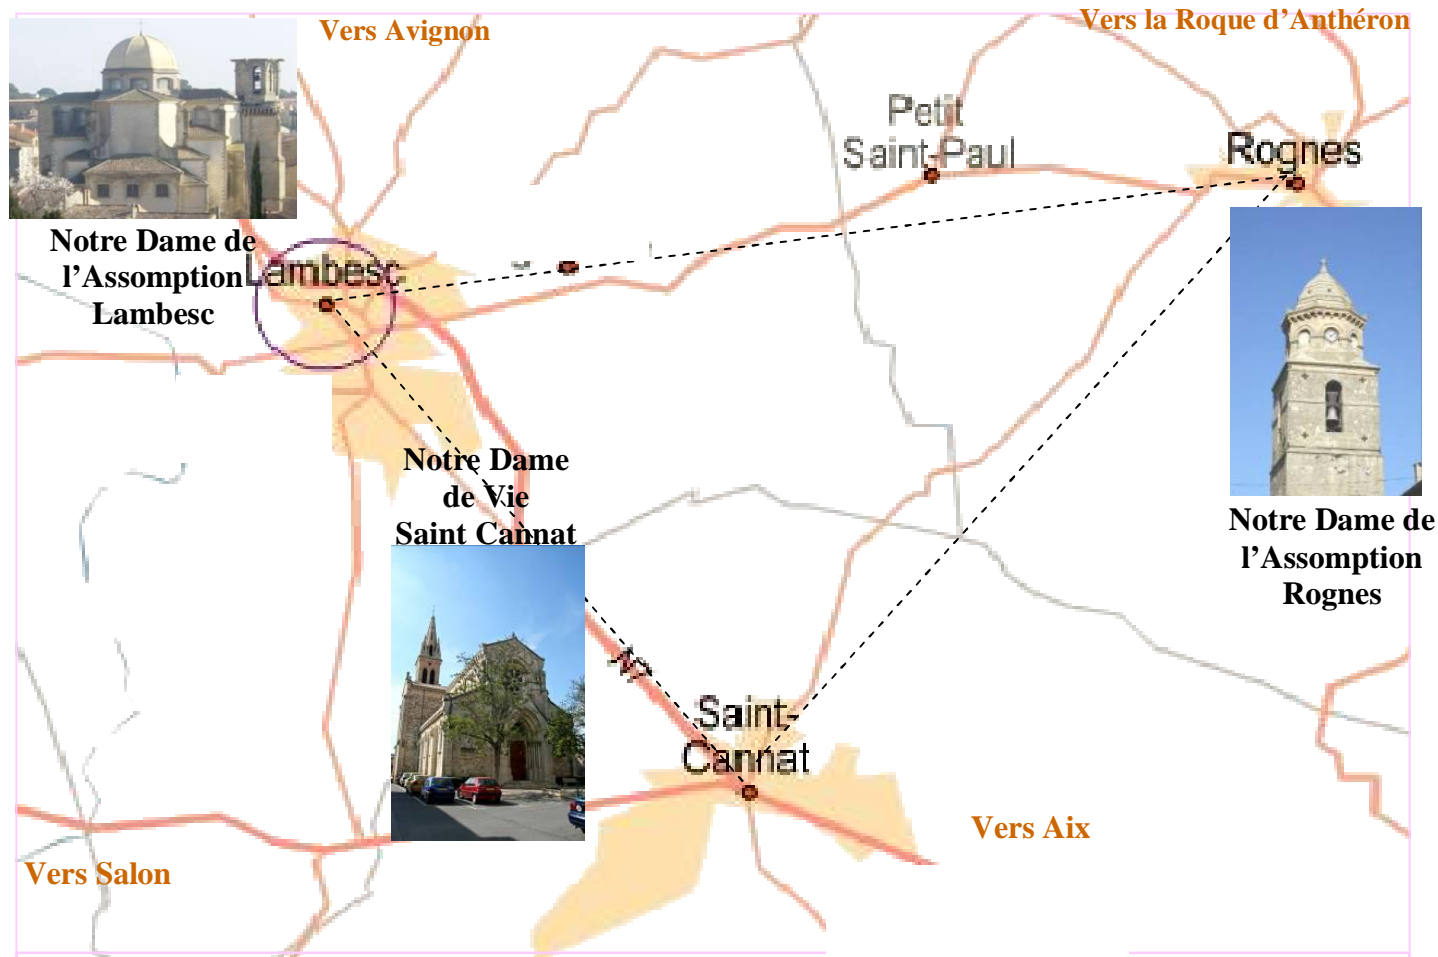 Vers Avignon
Vers la Roque d’Anthéron
Petit
Saint-Paul
Rognes
Notre Dame de
l’Assomption
Lambesc
Lambesc
Notre Dame
de Vie
Saint Cannat
Notre Dame de
l’Assomption
Rognes
Saint-
Cannat
Vers Aix
Vers Salon